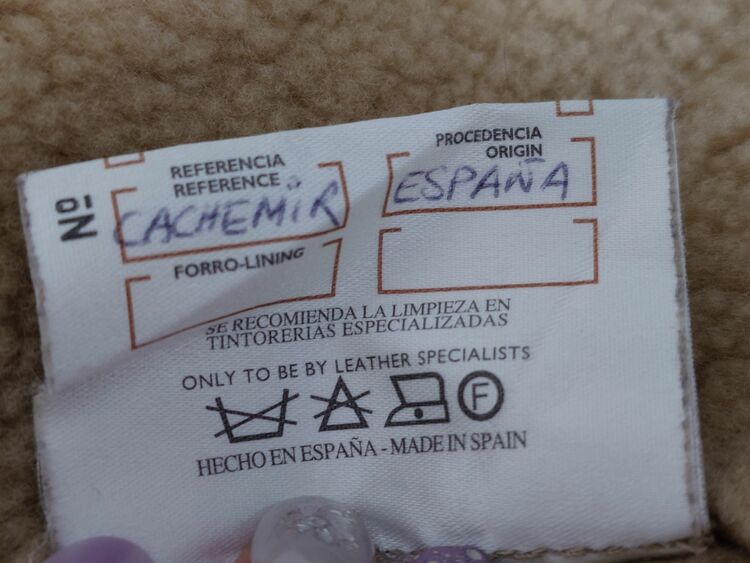 Nº
REFERENCIA
REFERENCE
CACHEMIR
PROCEDENCIA
ORIGIN
ESPAÑA
FORRO-LINING
SE RECOMIENDA LA LIMPIEZA EN
TINTORERIAS ESPECIALIZADAS
ONLY TO BE BY LEATHER SPECIALISTS
F
HECHO EN ESPAÑA - MADE IN SPAIN